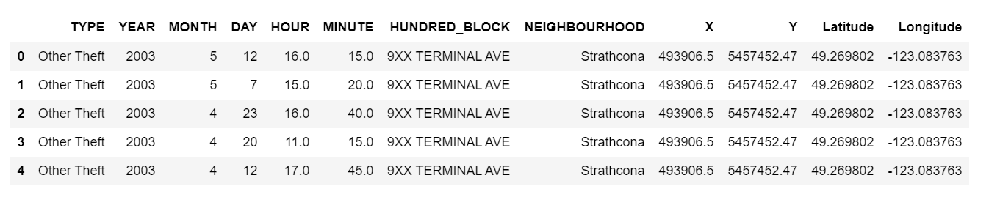 TYPE YEAR MONTH DAY HOUR MINUTE HUNDRED_BLOCK NEIGHBOURHOOD X Y Latitude Longitude
0 Other Theft 2003 5 12 16.0 15.0 9XX TERMINAL AVE Strathcona 493906.5 5457452.47 49.269802 -123.083763
1 Other Theft 2003 5 7 15.0 20.0 9XX TERMINAL AVE Strathcona 493906.5 5457452.47 49.269802 -123.083763
2 Other Theft 2003 4 23 16.0 40.0 9XX TERMINAL AVE Strathcona 493906.5 5457452.47 49.269802 -123.083763
3 Other Theft 2003 4 20 11.0 15.0 9XX TERMINAL AVE Strathcona 493906.5 5457452.47 49.269802 -123.083763
4 Other Theft 2003 4 12 17.0 45.0 9XX TERMINAL AVE Strathcona 493906.5 5457452.47 49.269802 -123.083763